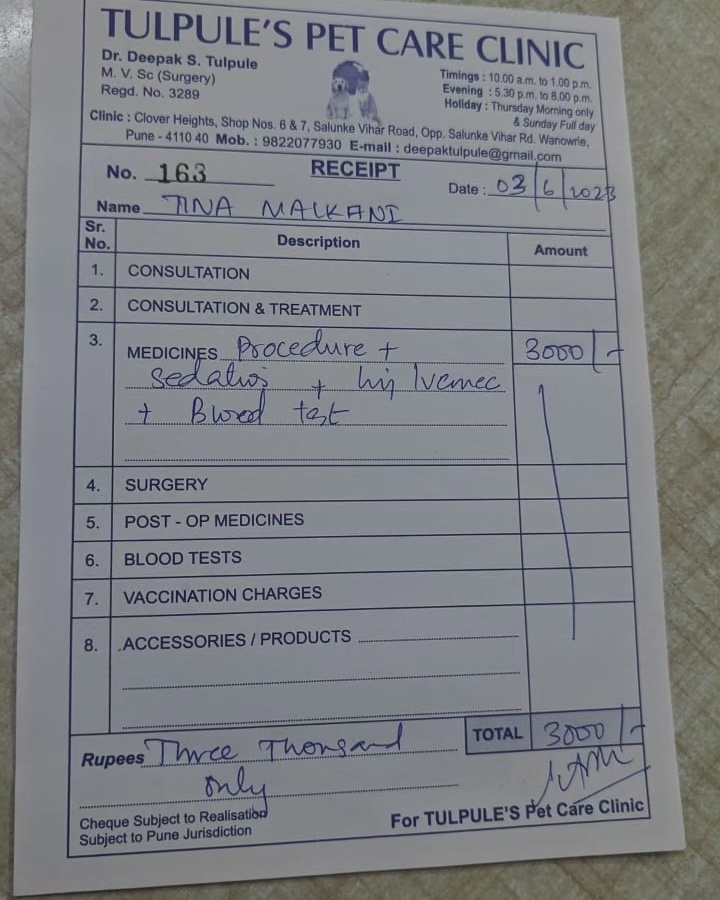 TULPULE'S PET CARE CLINIC
Dr. Deepak S. Tulpule
M. V. Sc (Surgery)
Regd. No. 3289
Timings : 10.00 a.m. to 1.00 p.m.
Evening : 5.30 p.m. to 8.00 p.m.
Holiday : Thursday Morning only
& Sunday Full day
Clinic : Clover Heights, Shop Nos. 6 & 7, Salunke Vihar Road, Opp. Salunke Vihar Rd. Wanowrie,
Pune - 4110 40 Mob. : 9822077930 E-mail : deepaktulpule@gmail.com
No. 163 RECEIPT Date : 03/6/2023
Name TINA MALKANI
Sr. No. Description Amount
1. CONSULTATION
2. CONSULTATION & TREATMENT
3. MEDICINES Procedure + 3000/-
+ Ivemec
+ Blood test
4. SURGERY
5. POST - OP MEDICINES
6. BLOOD TESTS
7. VACCINATION CHARGES
8. ACCESSORIES / PRODUCTS
TOTAL 3000/-
Rupees Three Thousand
only
Cheque Subject to Realisation
Subject to Pune Jurisdiction
For TULPULE'S Pet Care Clinic